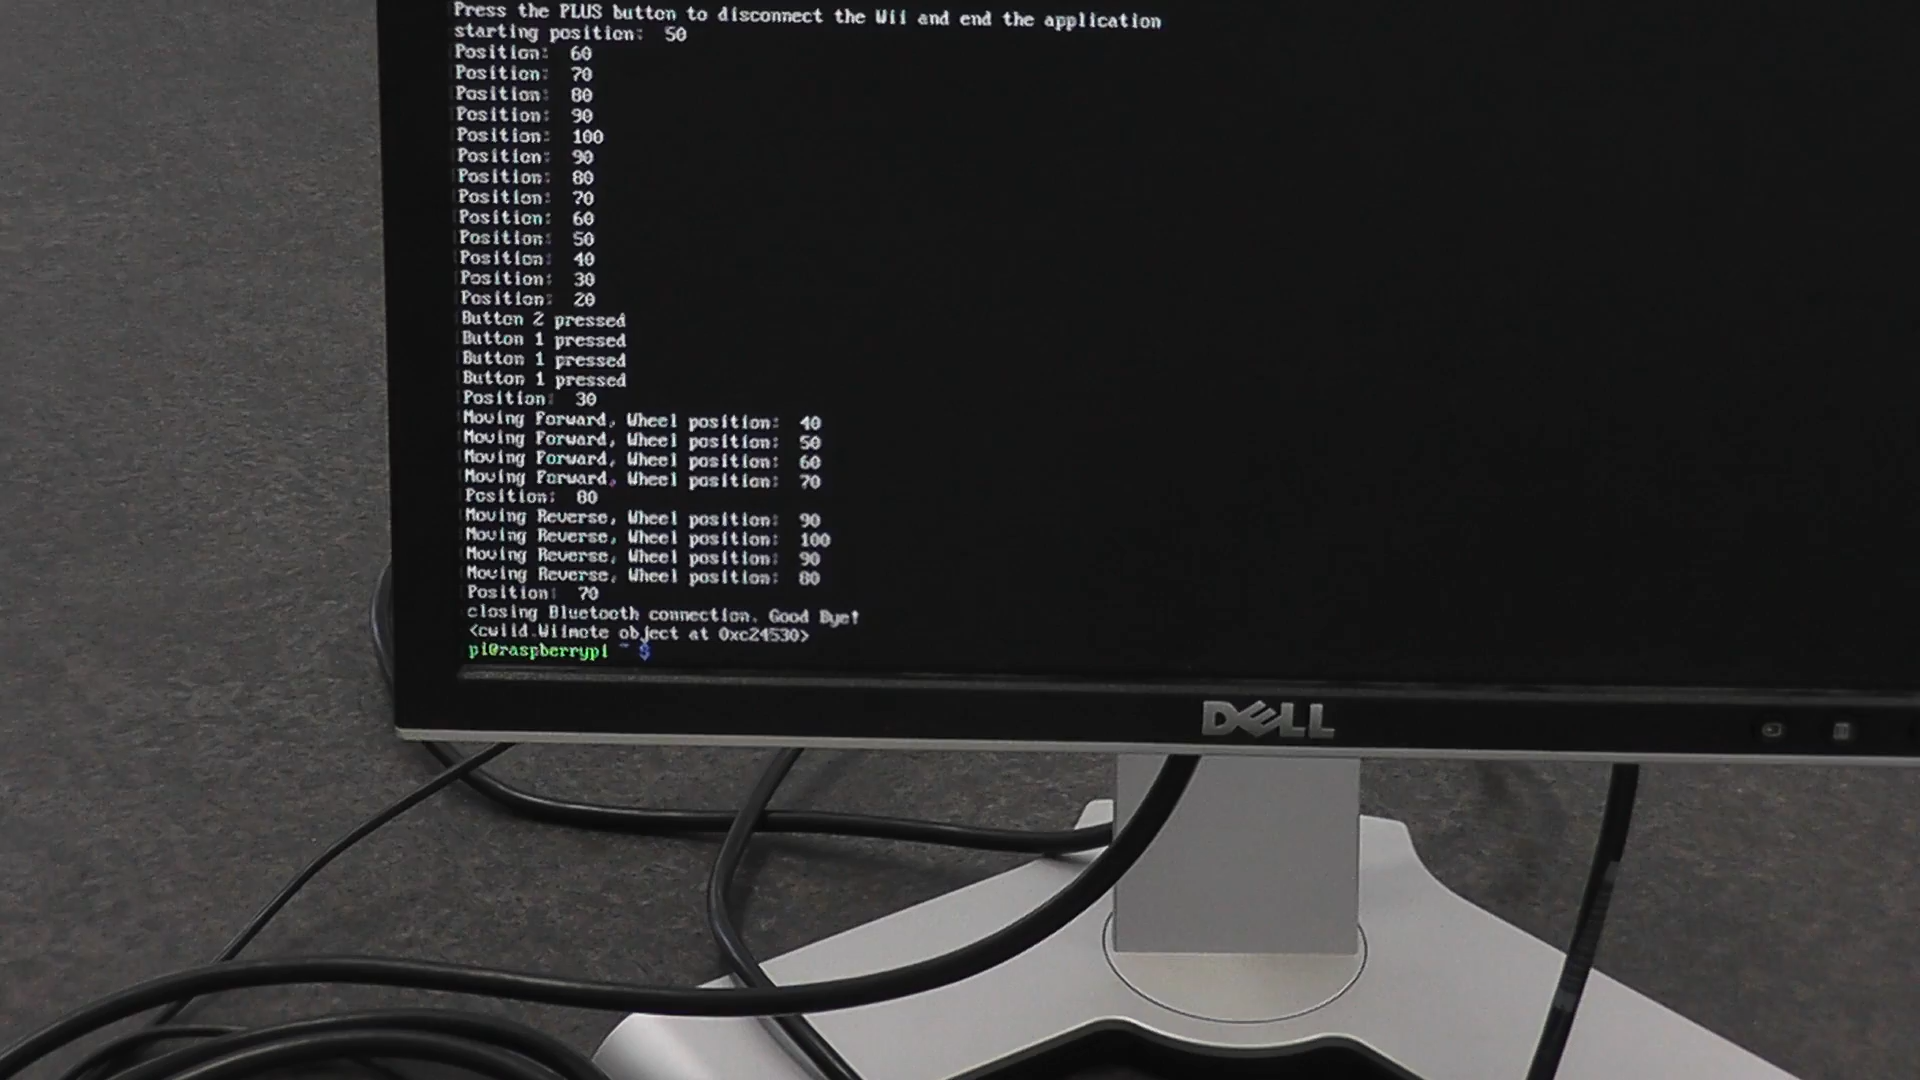 Press the PLUS button to disconnect the Wii and end the application
starting position: 50
Position: 60
Position: 70
Position: 80
Position: 90
Position: 100
Position: 90
Position: 80
Position: 70
Position: 60
Position: 50
Position: 40
Position: 30
Position: 20
Button 2 pressed
Button 1 pressed
Button 1 pressed
Button 1 pressed
Position: 30
Moving Forward, Wheel position: 40
Moving Forward, Wheel position: 50
Moving Forward, Wheel position: 60
Moving Forward, Wheel position: 70
Position: 80
Moving Reverse, Wheel position: 90
Moving Reverse, Wheel position: 100
Moving Reverse, Wheel position: 90
Moving Reverse, Wheel position: 80
Position: 70
closing Bluetooth connection. Good Bye!
<cwiid.Wiimote object at 0xc24530>
pi@raspberrypi ~ $
DELL